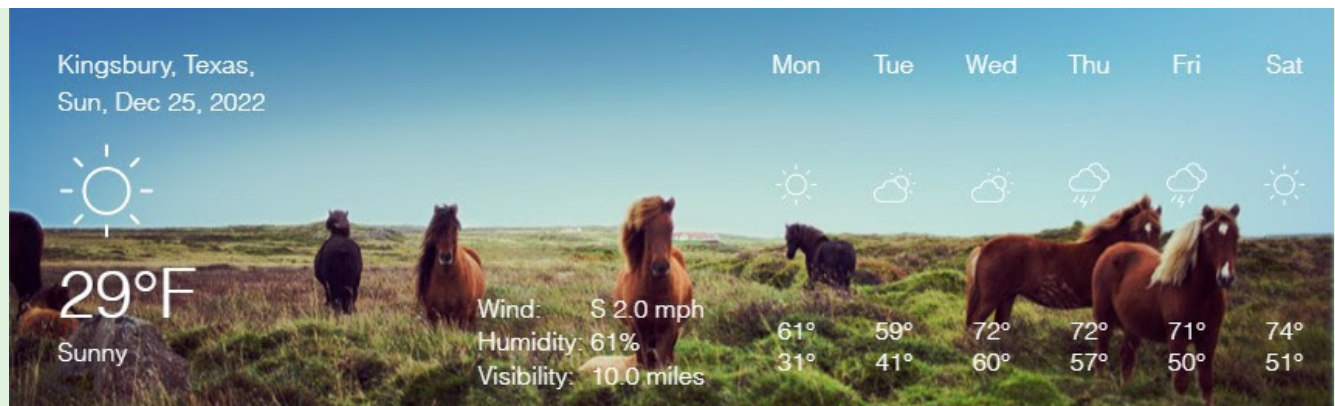 Kingsbury, Texas,
Sun, Dec 25, 2022
29°F
Sunny
Wind: S 2.0 mph
Humidity: 61%
Visibility: 10.0 miles
Mon Tue Wed Thu Fri Sat
61° 59° 72° 72° 71° 74°
31° 41° 60° 57° 50° 51°